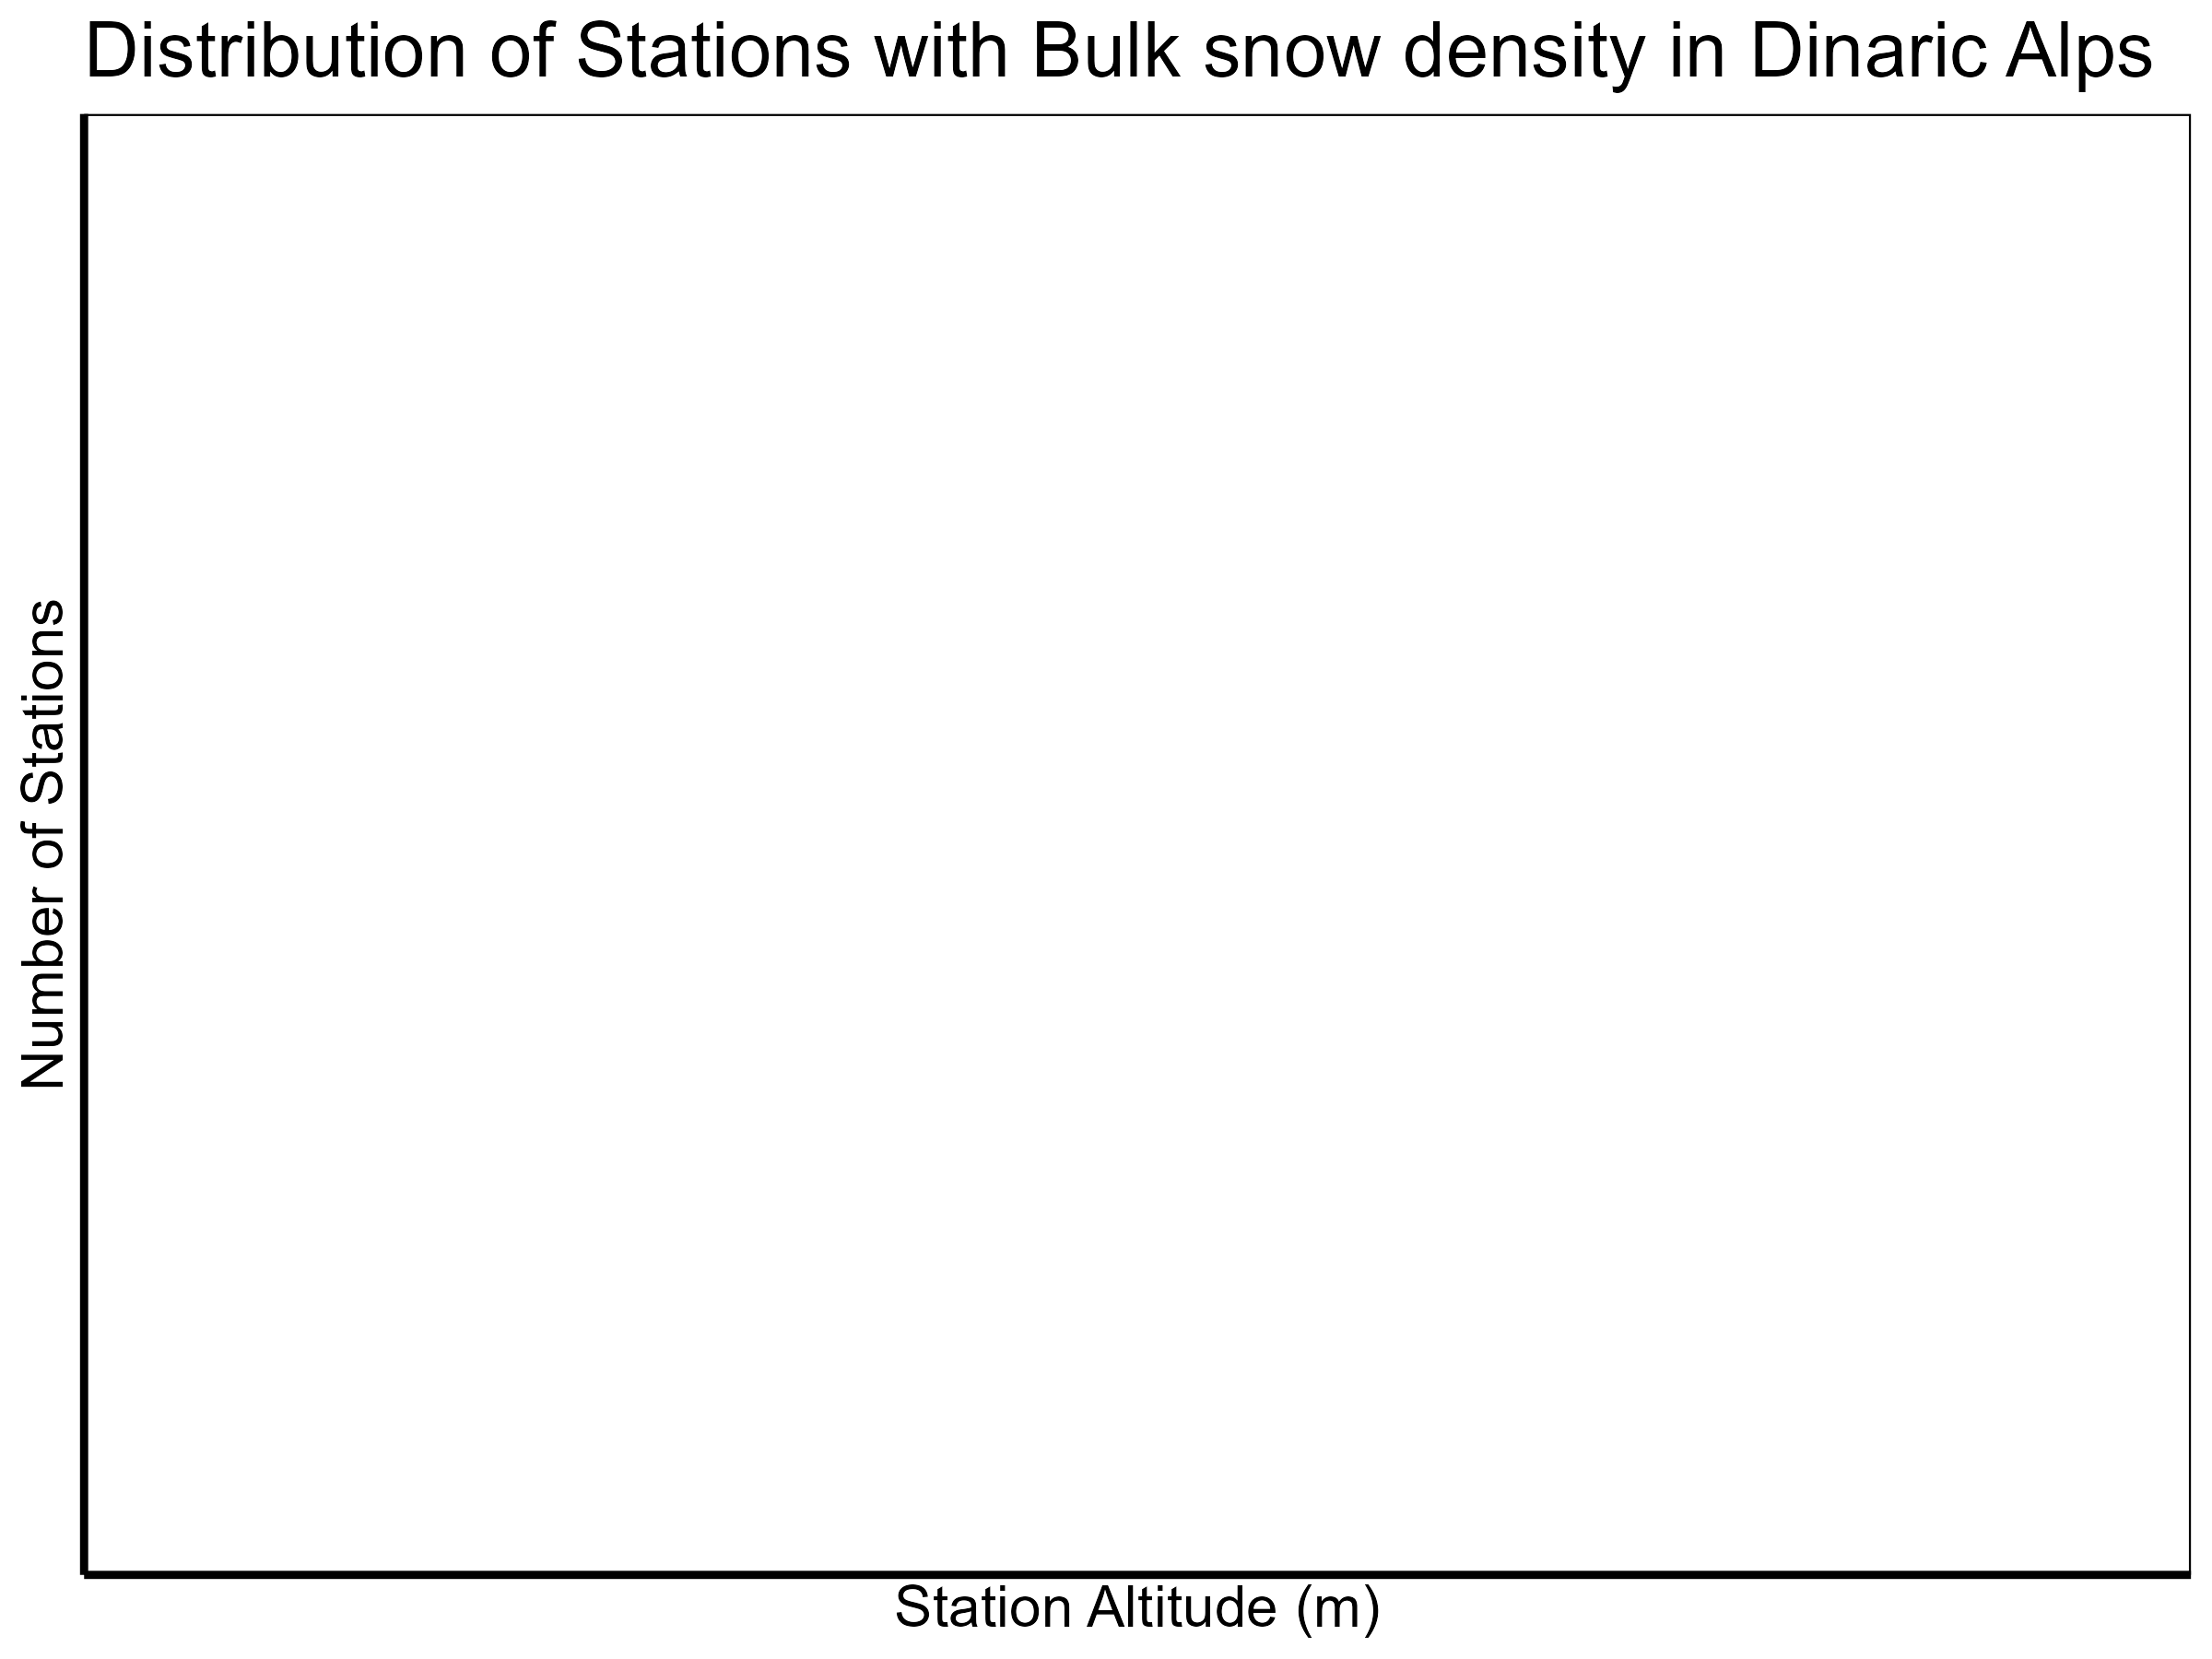 Distribution of Stations with Bulk snow density in Dinaric Alps
Number of Stations
Station Altitude (m)